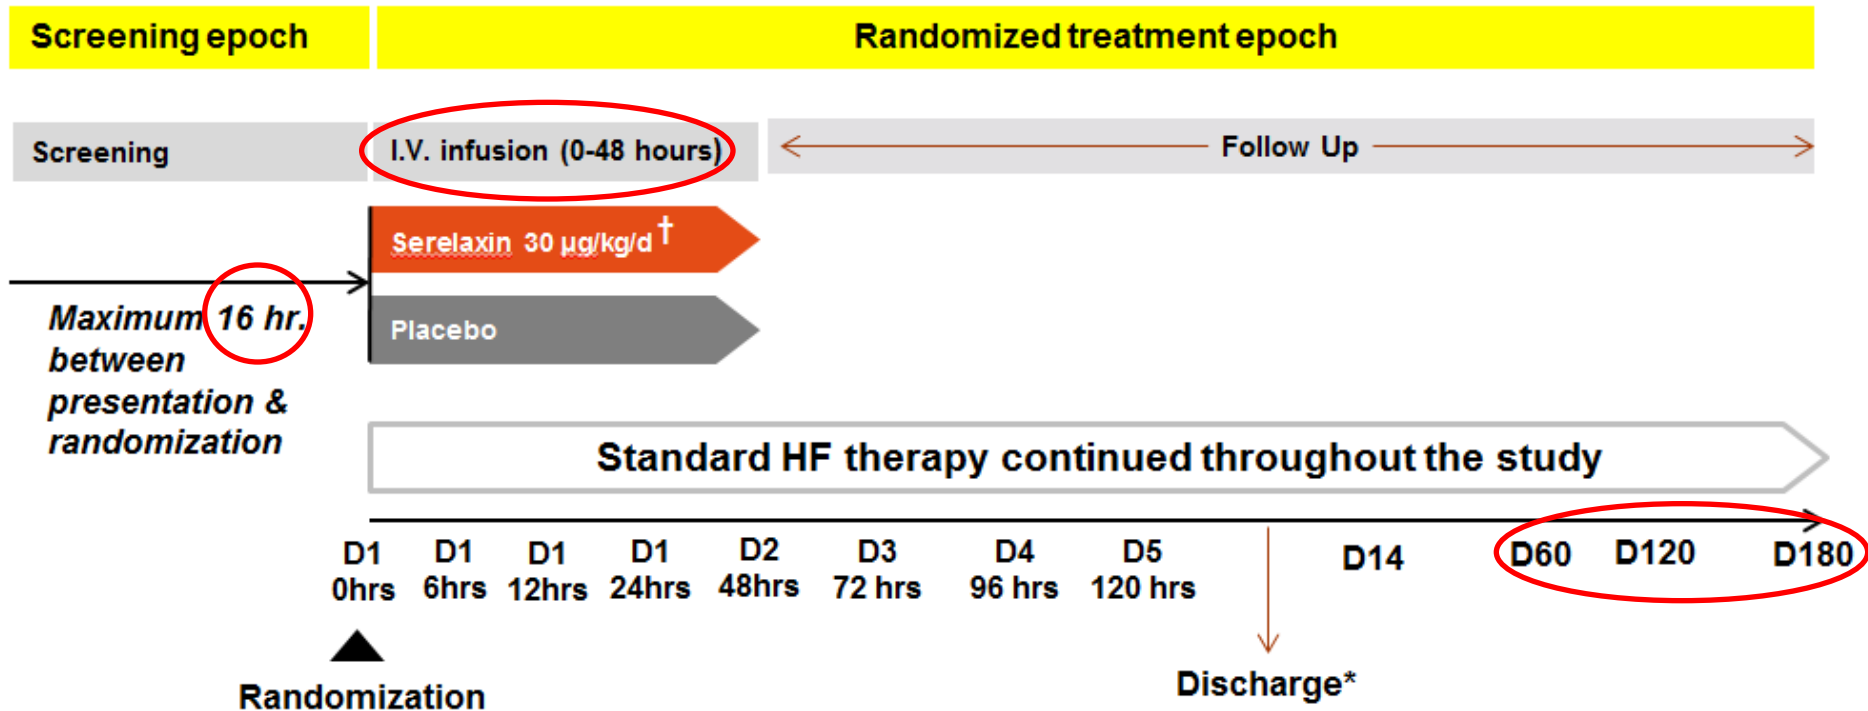 Screening epoch
Randomized treatment epoch
Screening
I.V. infusion (0-48 hours)
Follow Up
Serelaxin 30 µg/kg/d†
Placebo
Maximum 16 hr.
between
presentation &
randomization
Standard HF therapy continued throughout the study
D1 D1 D1 D1 D2 D3 D4 D5 D14 D60 D120 D180
0hrs 6hrs 12hrs 24hrs 48hrs 72 hrs 96 hrs 120 hrs
Randomization
Discharge*